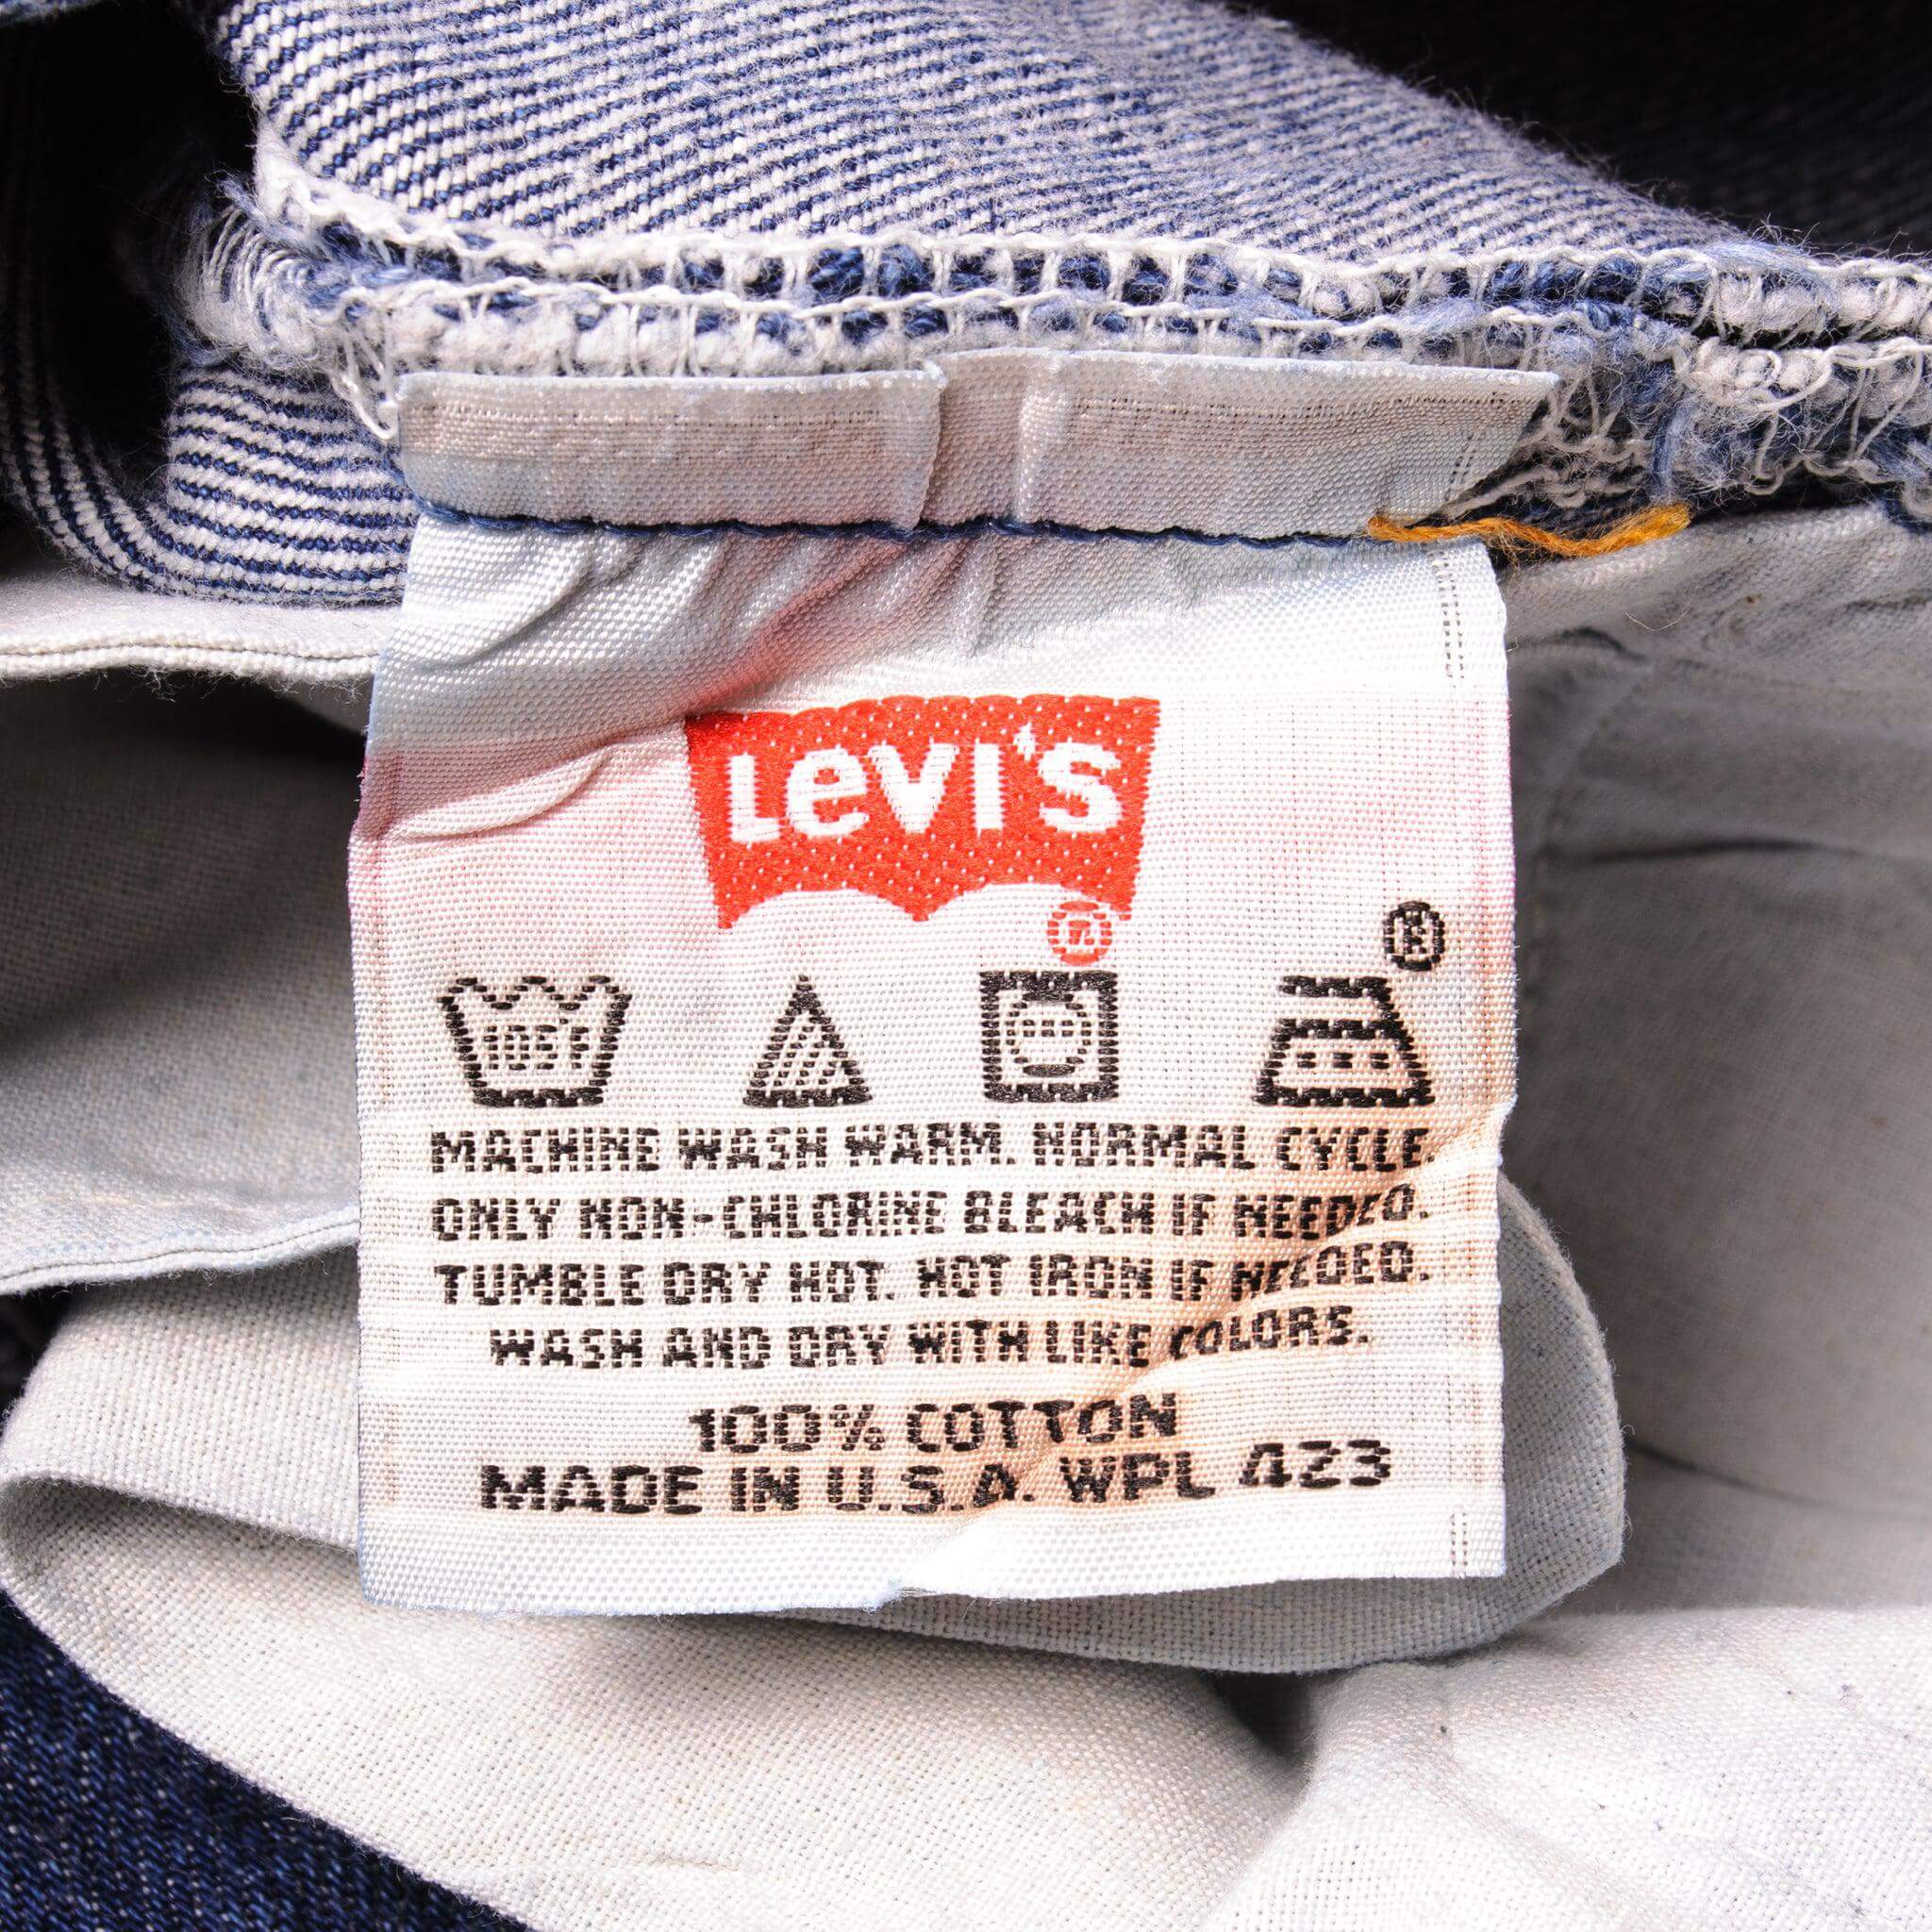 LEVI'S
®
®
105°F
MACHINE WASH WARM. NORMAL CYCLE.
ONLY NON-CHLORINE BLEACH IF NEEDED.
TUMBLE DRY HOT. HOT IRON IF NEEDED.
WASH AND DRY WITH LIKE COLORS.
100% COTTON
MADE IN U.S.A. WPL 423